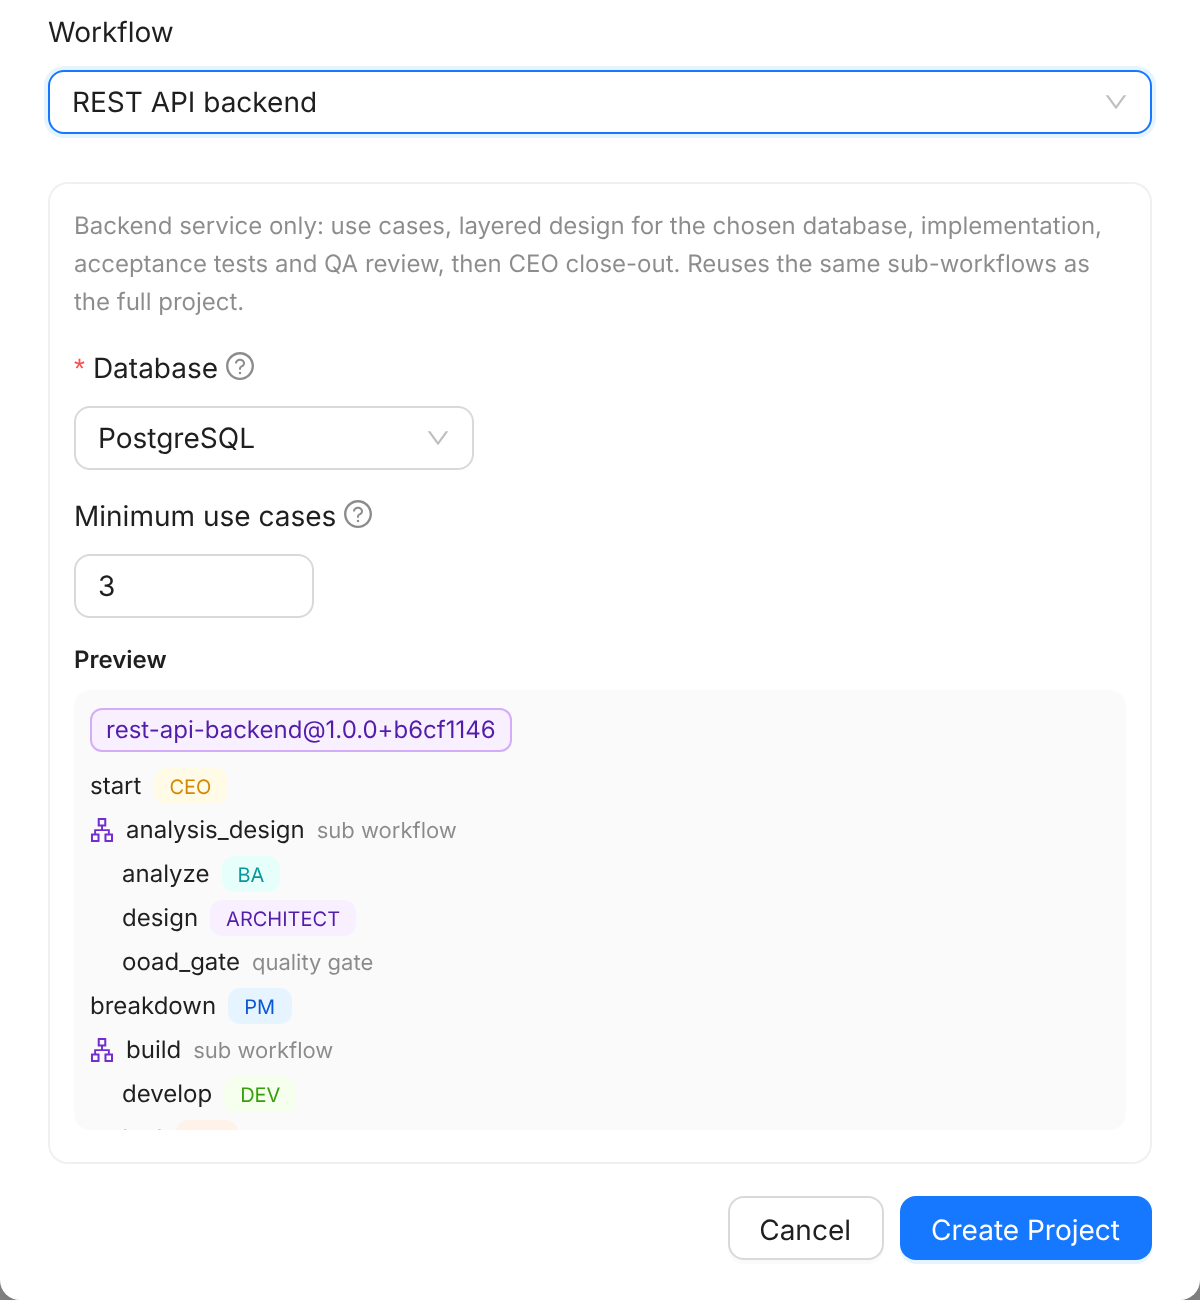 Workflow
REST API backend
Backend service only: use cases, layered design for the chosen database, implementation,
acceptance tests and QA review, then CEO close-out. Reuses the same sub-workflows as
the full project.
* Database ?
PostgreSQL
Minimum use cases ?
3
Preview
rest-api-backend@1.0.0+b6cf1146
start CEO
analysis_design sub workflow
analyze BA
design ARCHITECT
ooad_gate quality gate
breakdown PM
build sub workflow
develop DEV
Cancel Create Project